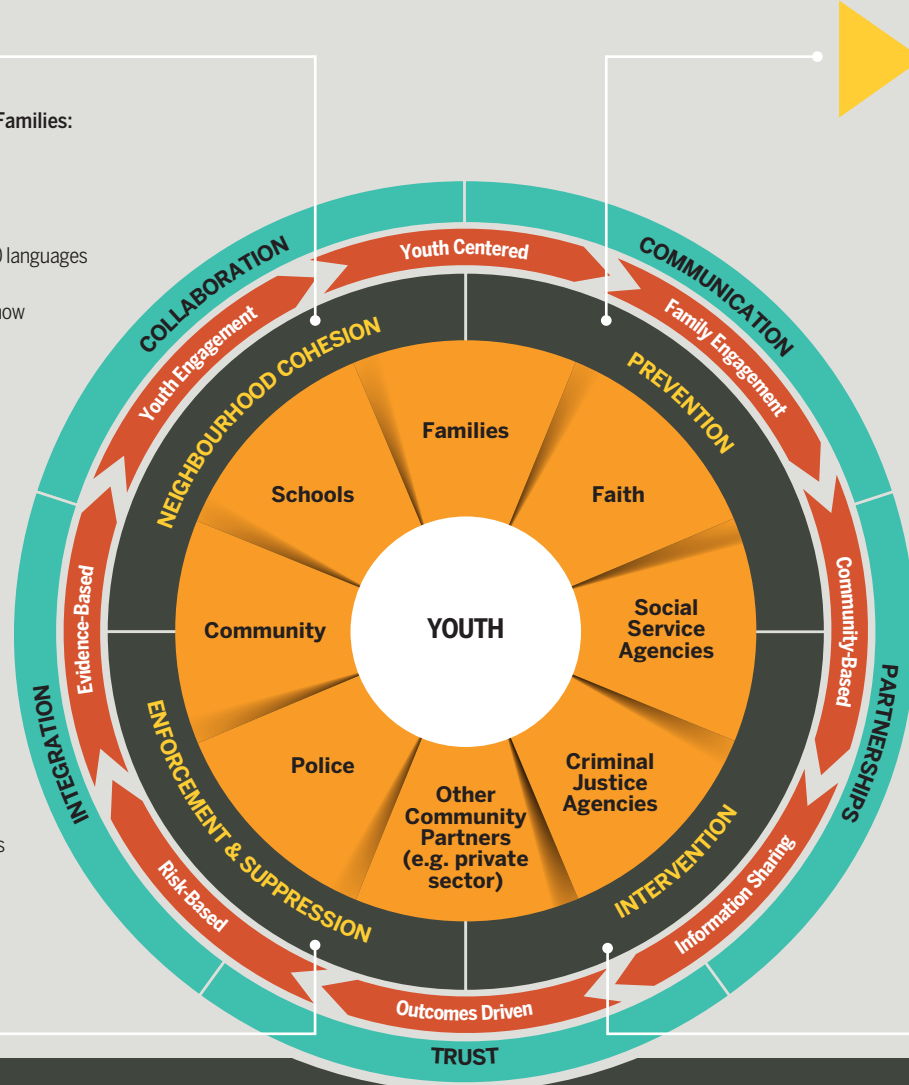 Families:
languages
now
COLLABORATION
COMMUNICATION
PARTNERSHIPS
TRUST
INTEGRATION
Youth Centered
Family Engagement
Community-Based
Information Sharing
Outcomes Driven
Risk-Based
Evidence-Based
Youth Engagement
NEIGHBOURHOOD COHESION
PREVENTION
INTERVENTION
ENFORCEMENT & SUPPRESSION
Families
Faith
Social
Service
Agencies
Criminal
Justice
Agencies
Other
Community
Partners
(e.g. private
sector)
Police
Community
Schools
YOUTH